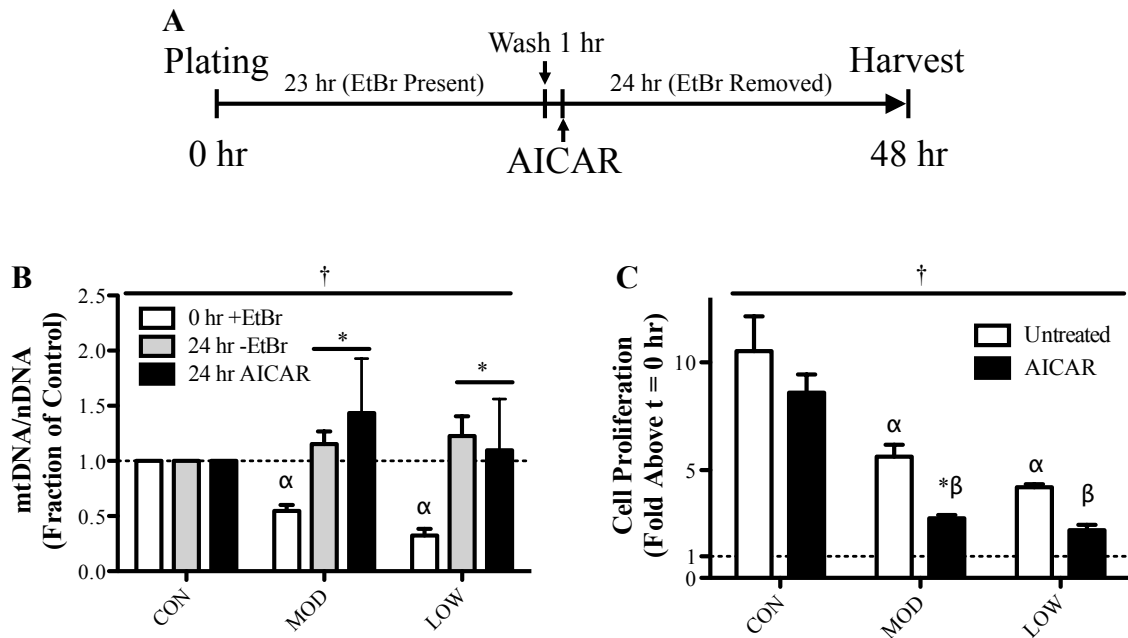 A
Wash 1 hr
Plating
Harvest
23 hr (EtBr Present)
24 hr (EtBr Removed)
0 hr
AICAR
48 hr
B
†
mtDNA/nDNA
(Fraction of Control)
2.5
2.0
1.5
1.0
0.5
0.0
0 hr +EtBr
24 hr -EtBr
24 hr AICAR
*
*
α
α
CON
MOD
LOW
C
†
Cell Proliferation
(Fold Above t = 0 hr)
10
5
1
0
Untreated
AICAR
α
*β
α
β
CON
MOD
LOW